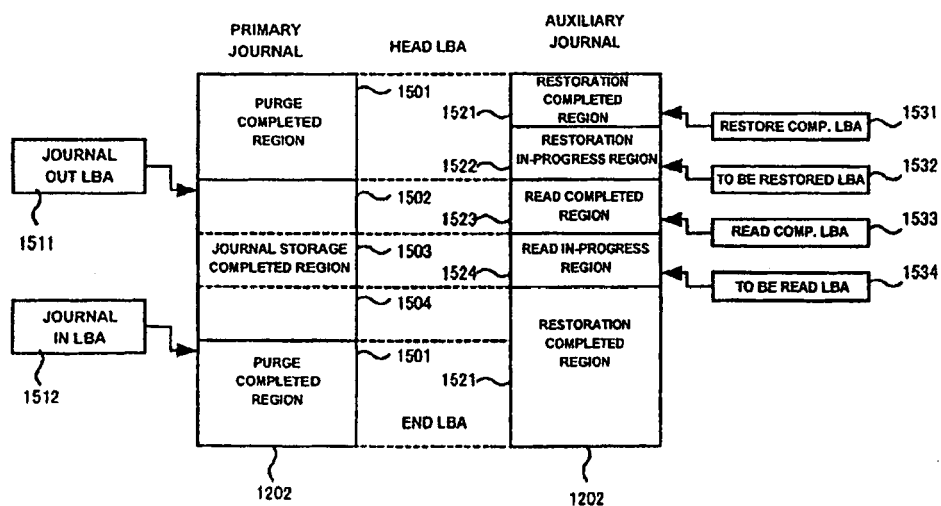 PRIMARY
JOURNAL
HEAD LBA
AUXILIARY
JOURNAL
PURGE
COMPLETED
REGION
1501
1521
RESTORATION
COMPLETED
REGION
RESTORE COMP. LBA
1531
JOURNAL
OUT LBA
1511
1522
RESTORATION
IN-PROGRESS REGION
TO BE RESTORED LBA
1532
1502
1523
READ COMPLETED
REGION
READ COMP. LBA
1533
JOURNAL STORAGE
COMPLETED REGION
1503
1524
READ IN-PROGRESS
REGION
TO BE READ LBA
1534
JOURNAL
IN LBA
1512
1504
RESTORATION
COMPLETED
REGION
PURGE
COMPLETED
REGION
1501
1521
END LBA
1202
1202